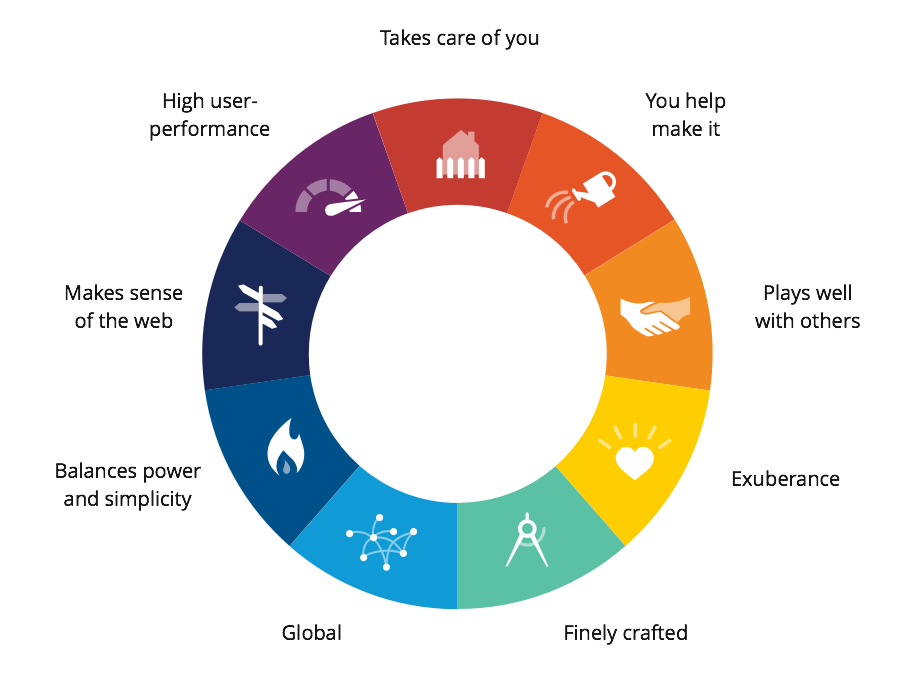 Takes care of you
High user-
performance
You help
make it
Makes sense
of the web
Plays well
with others
Balances power
and simplicity
Exuberance
Global
Finely crafted